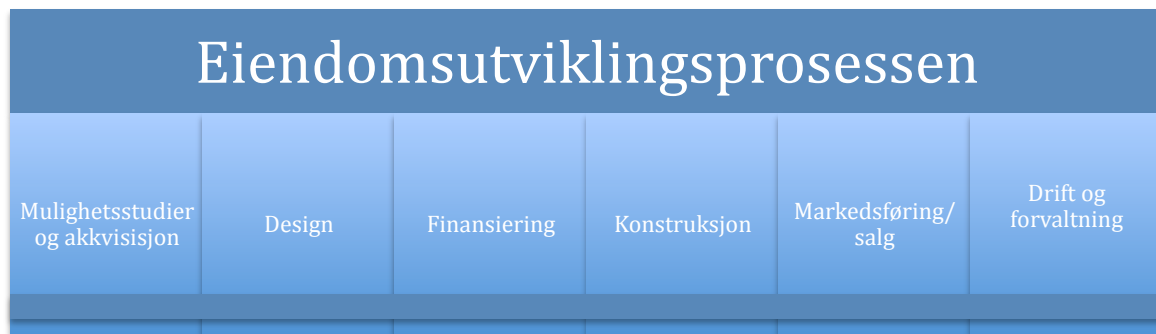 Eiendomsutviklingsprosessen
Mulighetsstudier
og akkvisisjon
Design
Finansiering
Konstruksjon
Markedsføring/
salg
Drift og
forvaltning